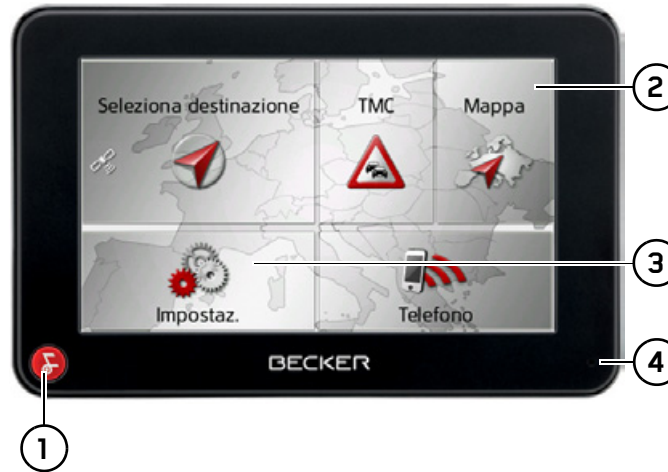 Seleziona destinazione
TMC
Mappa
2
Impostaz.
Telefono
3
BECKER
4
1